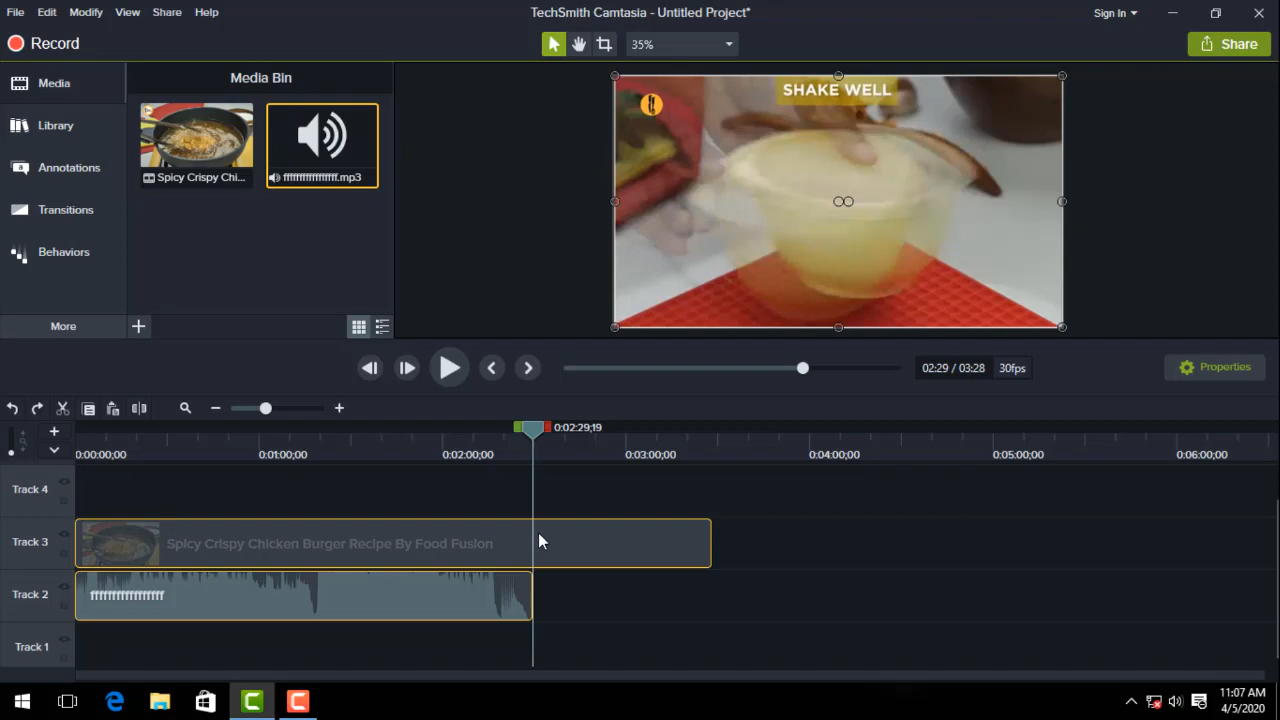 File Edit Modify View Share Help
TechSmith Camtasia - Untitled Project*
Sign In
Record
35%
Share
Media
Media Bin
SHAKE WELL
Library
Spicy Crispy Chi...
ffffffffffffffff.mp3
Annotations
Transitions
Behaviors
More
02:29 / 03:28 30fps
Properties
0:02:29;19
0:00:00;00 0:01:00;00 0:02:00;00 0:03:00;00 0:04:00;00 0:05:00;00 0:06:00;00
Track 4
Track 3
Spicy Crispy Chicken Burger Recipe By Food Fusion
Track 2
ffffffffffffffff
Track 1
11:07 AM
4/5/2020